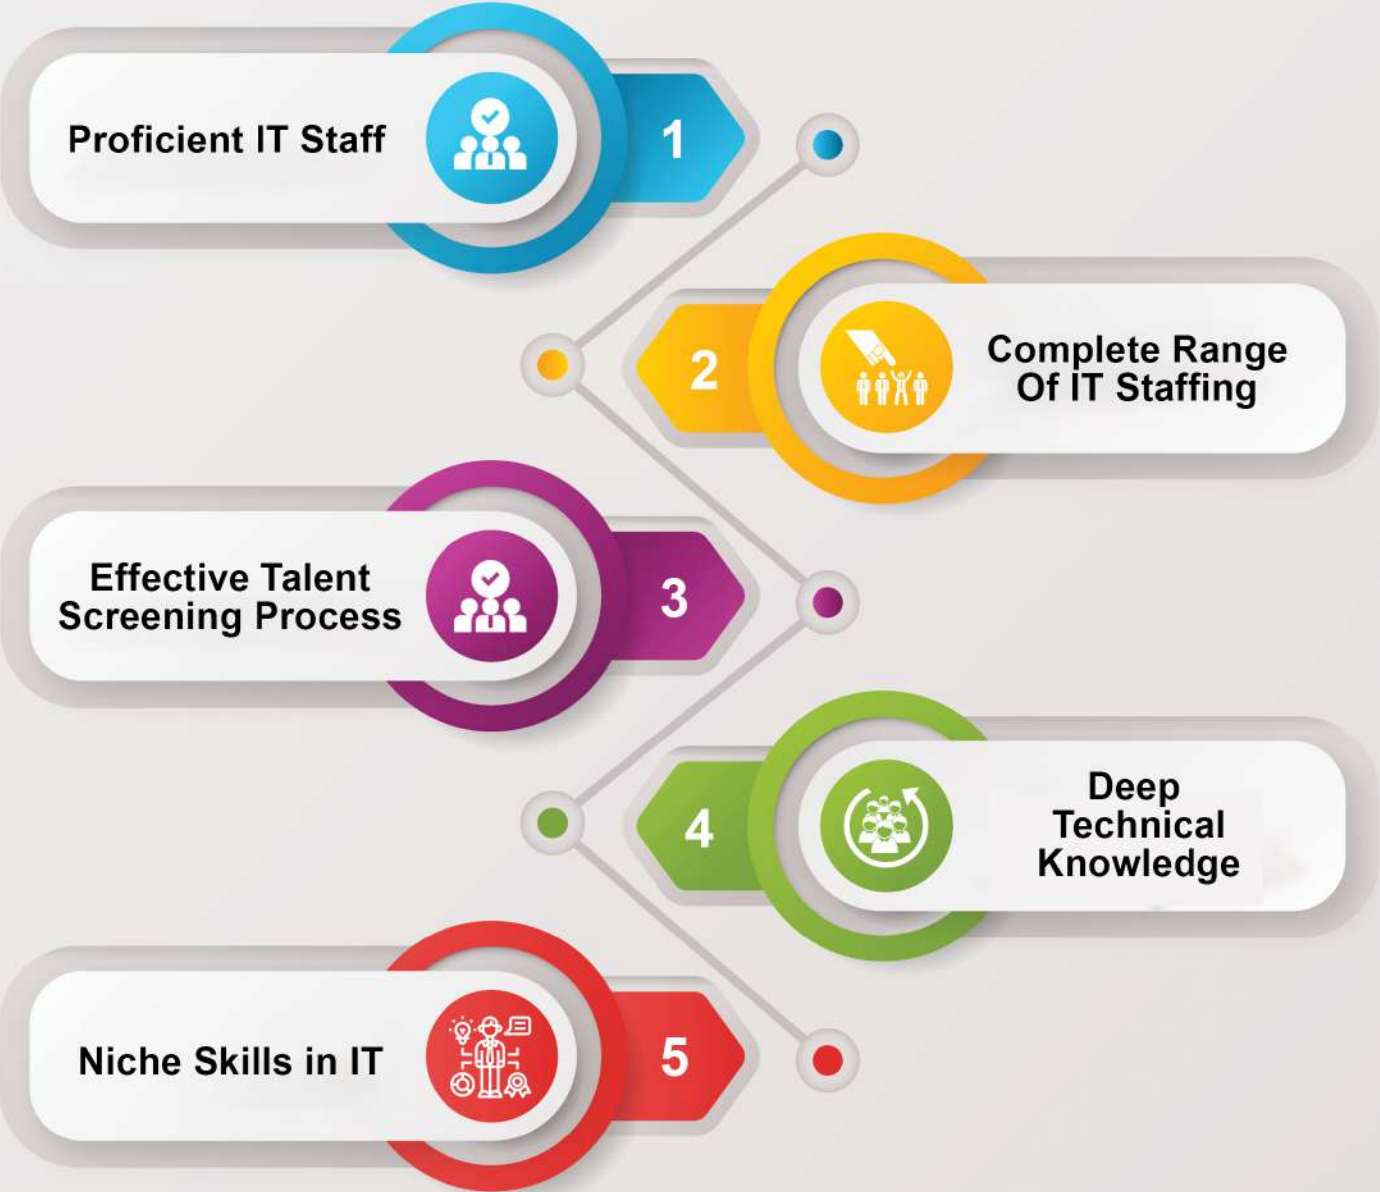 Proficient IT Staff
1
2
Complete Range
Of IT Staffing
Effective Talent
Screening Process
3
4
Deep
Technical
Knowledge
Niche Skills in IT
5